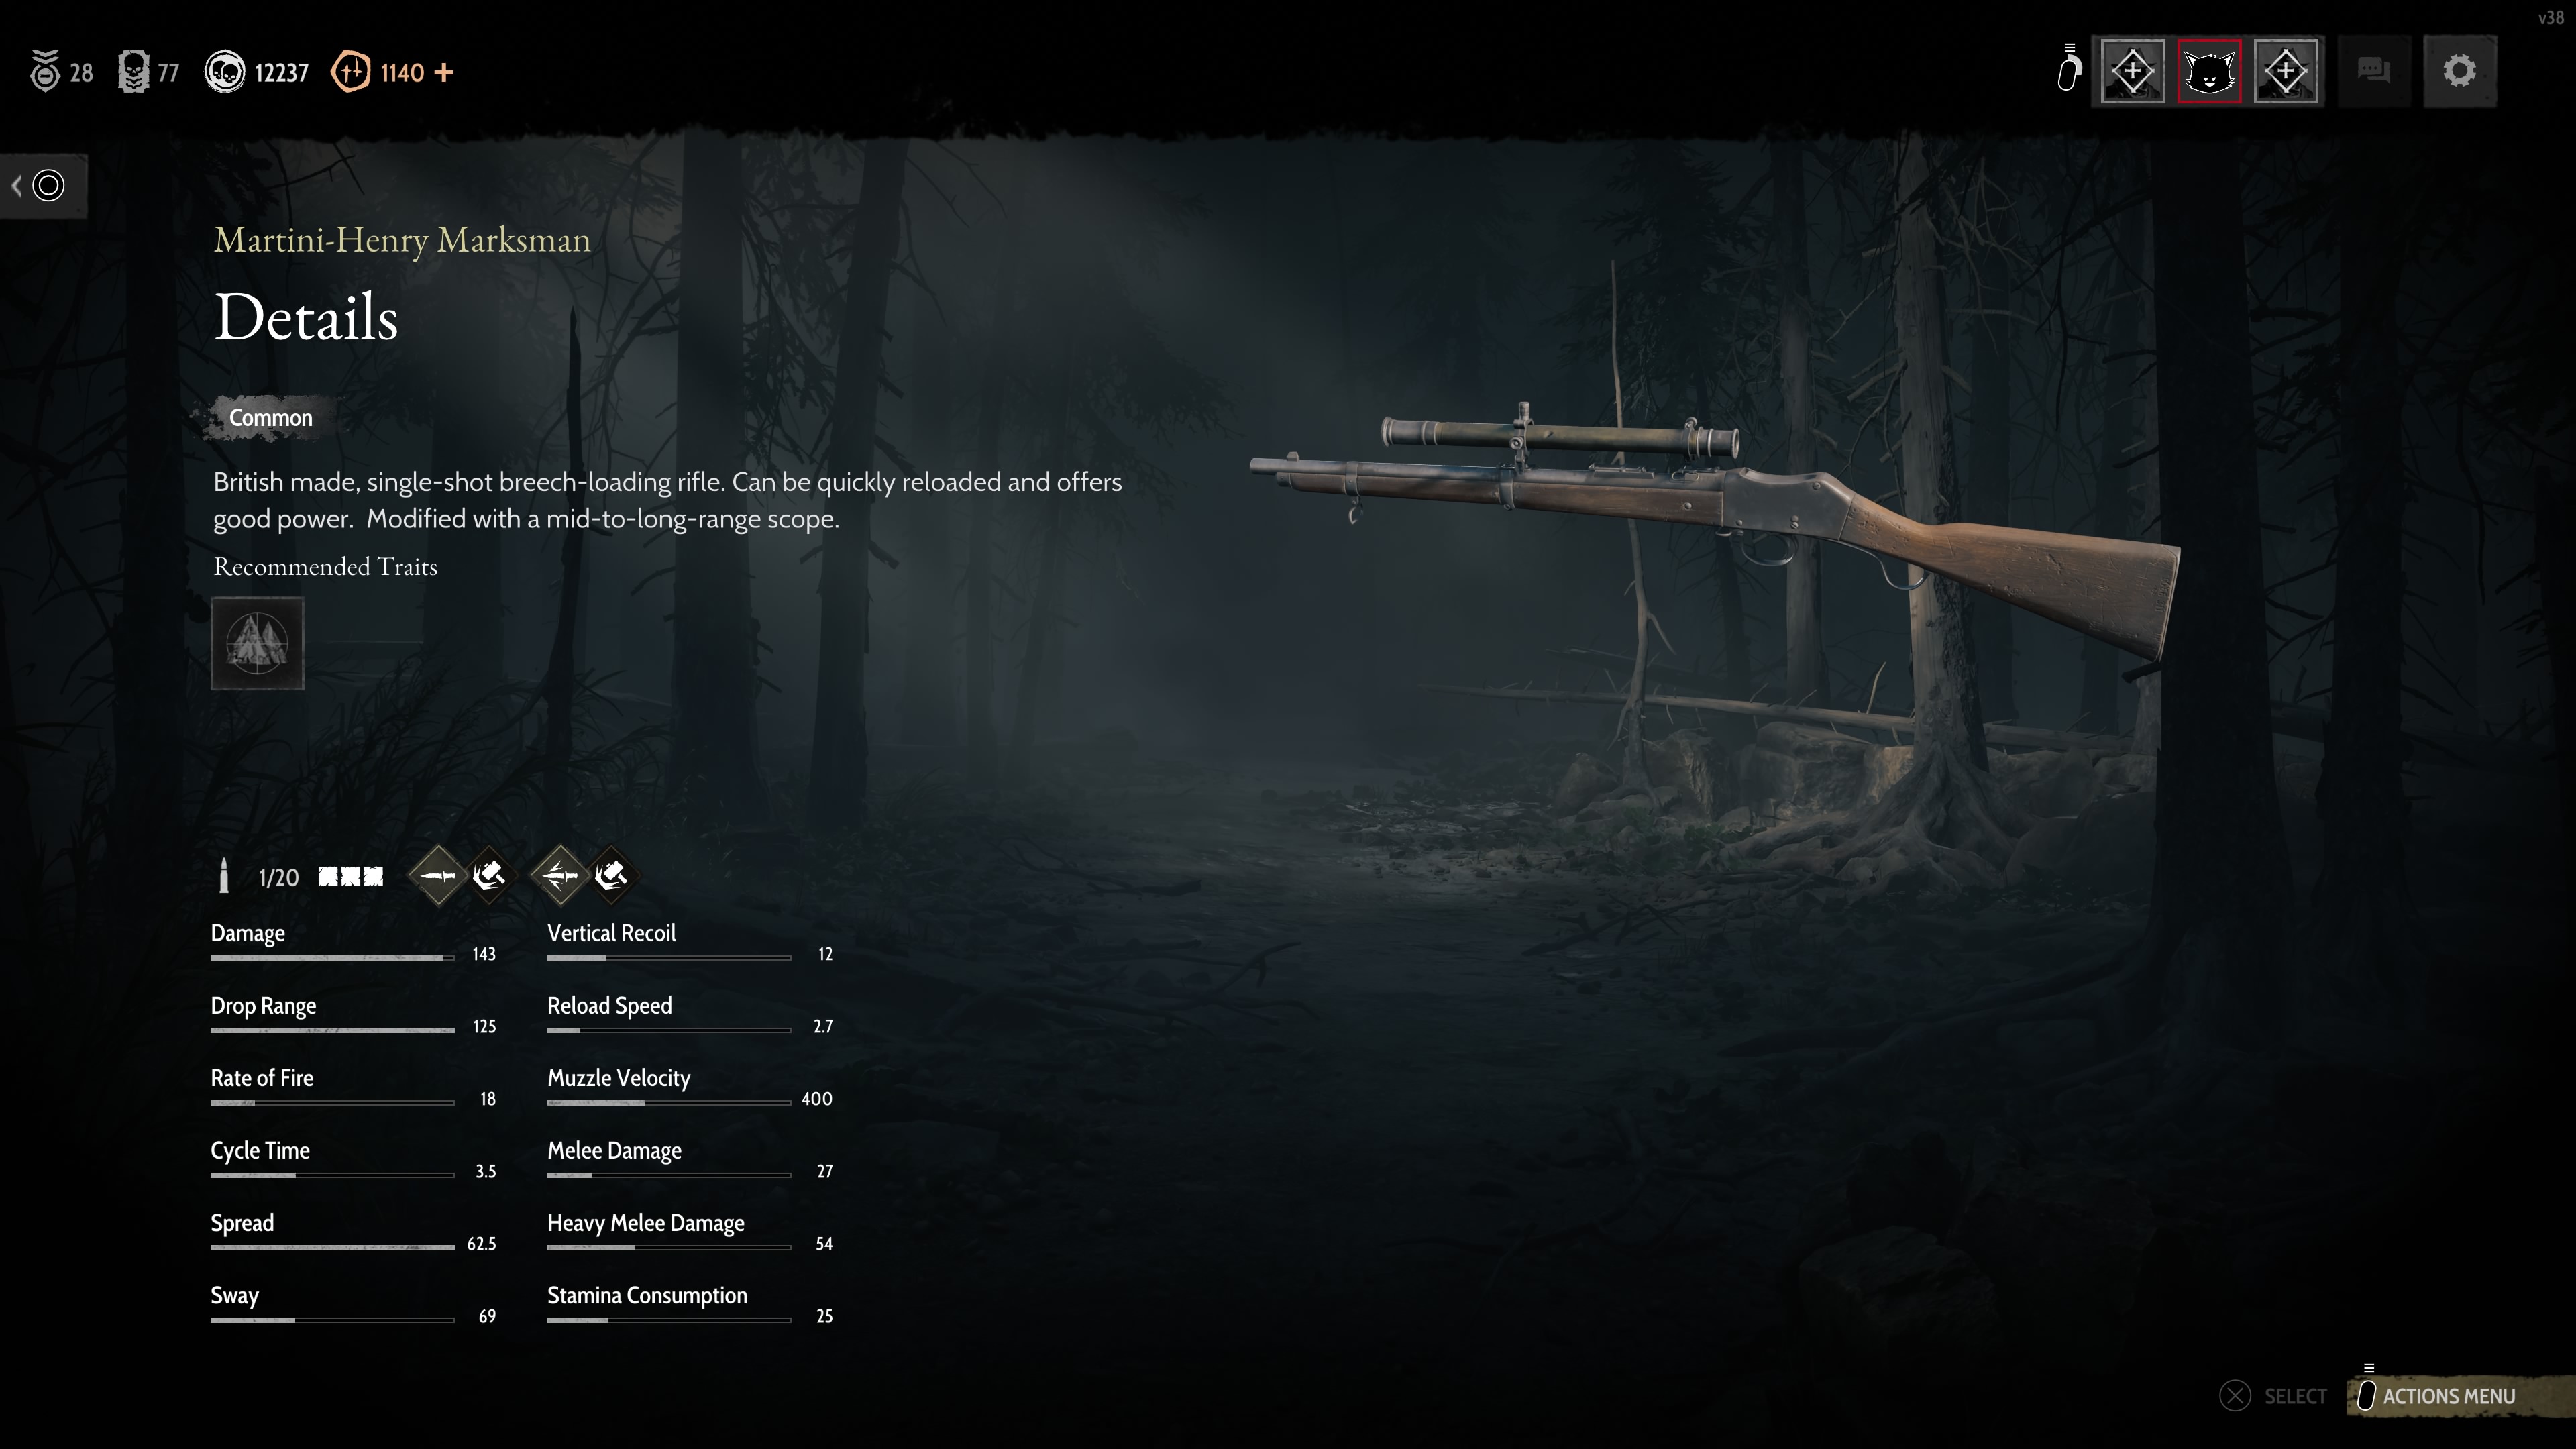 v38
28 77 12237 1140 +
Martini-Henry Marksman
Details
Common
British made, single-shot breech-loading rifle. Can be quickly reloaded and offers
good power.  Modified with a mid-to-long-range scope.
Recommended Traits
1/20
Damage 143
Drop Range 125
Rate of Fire 18
Cycle Time 3.5
Spread 62.5
Sway 69
Vertical Recoil 12
Reload Speed 2.7
Muzzle Velocity 400
Melee Damage 27
Heavy Melee Damage 54
Stamina Consumption 25
SELECT ACTIONS MENU